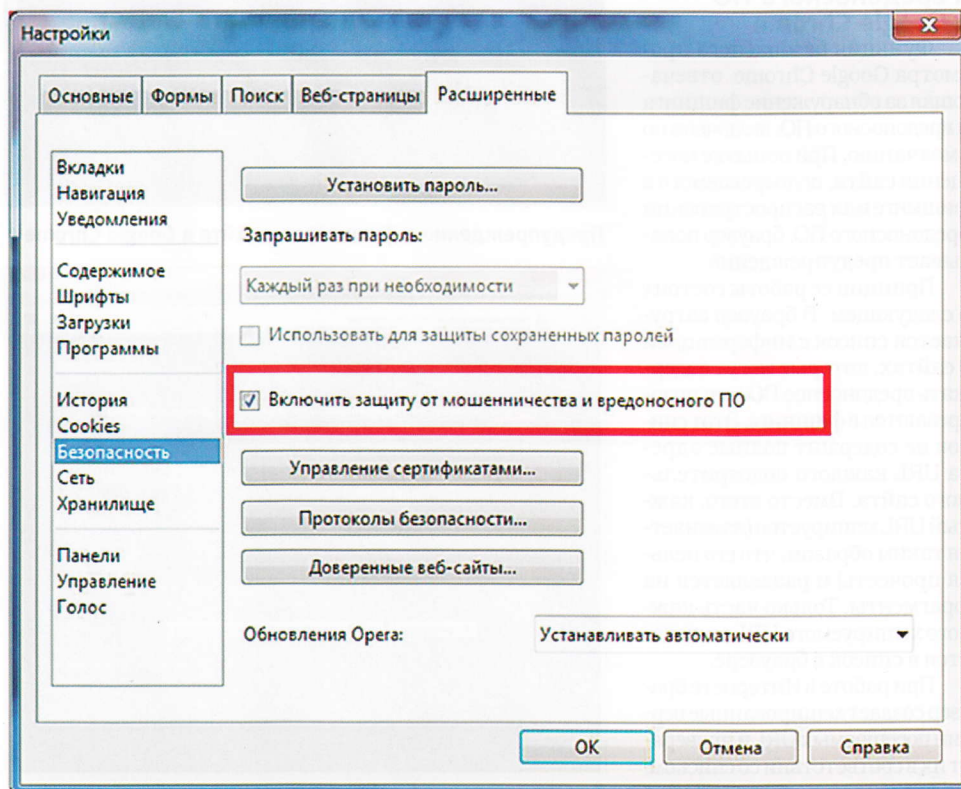 Настройки
Основные Формы Поиск Веб-страницы Расширенные
Вкладки
Навигация
Уведомления
Содержимое
Шрифты
Загрузки
Программы
История
Cookies
Безопасность
Сеть
Хранилище
Панели
Управление
Голос
Установить пароль...
Запрашивать пароль:
Каждый раз при необходимости
Использовать для защиты сохраненных паролей
Включить защиту от мошенничества и вредоносного ПО
Управление сертификатами...
Протоколы безопасности...
Доверенные веб-сайты...
Обновления Opera:
Устанавливать автоматически
OK
Отмена
Справка